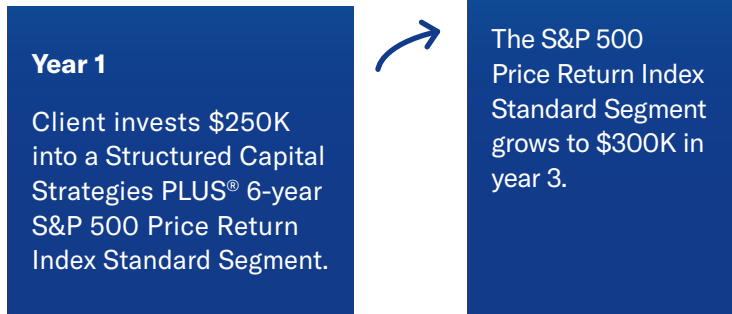 Year 1
Client invests $250K
into a Structured Capital
Strategies PLUS® 6-year
S&P 500 Price Return
Index Standard Segment.
The S&P 500
Price Return Index
Standard Segment
grows to $300K in
year 3.